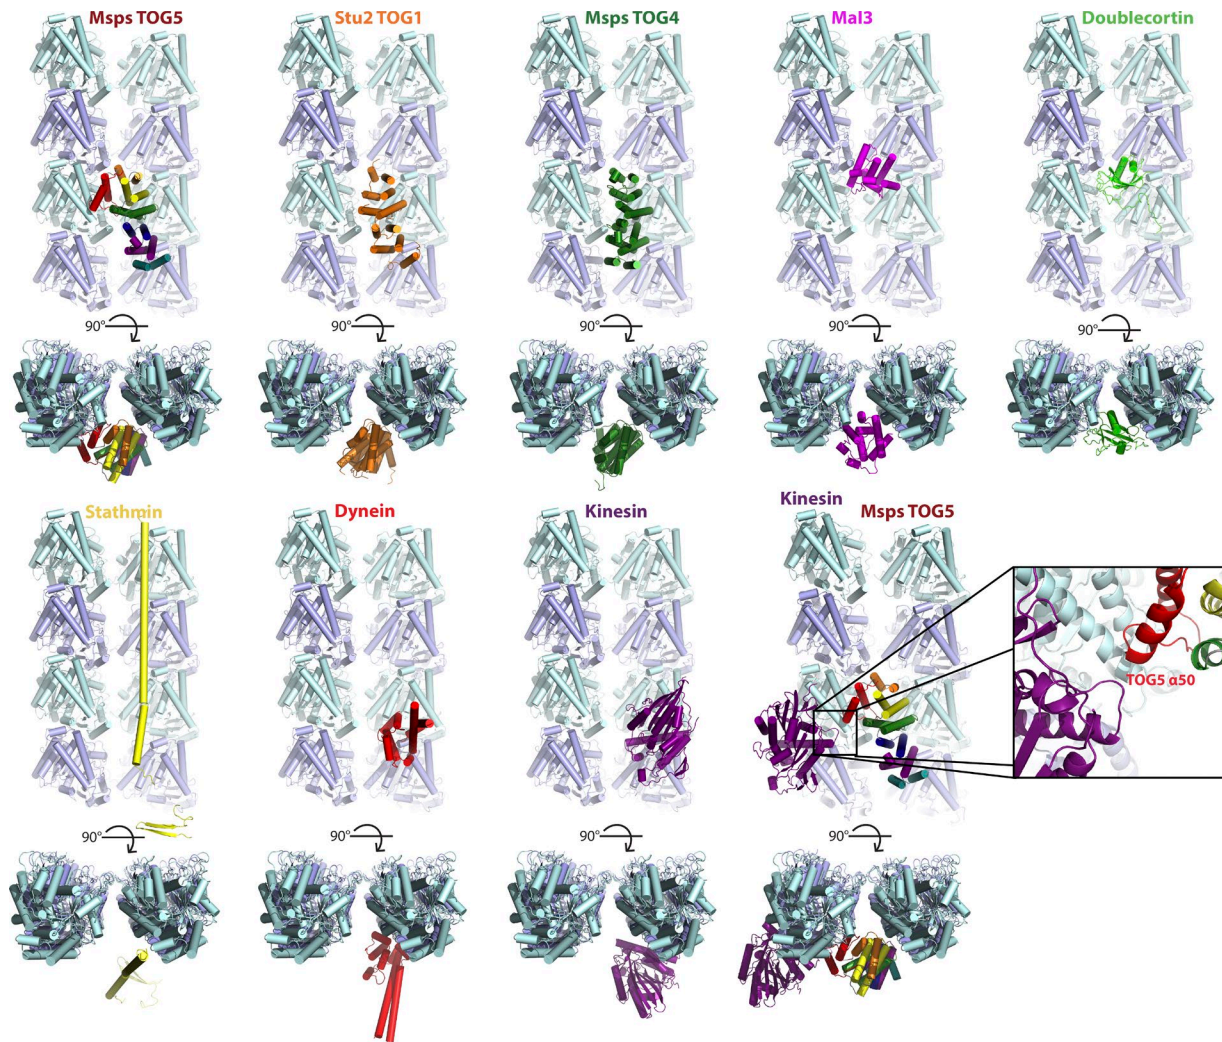 Msps TOG5
Stu2 TOG1
Msps TOG4
Mal3
Doublecortin
90°
90°
90°
90°
90°
Stathmin
Dynein
Kinesin
Kinesin
Msps TOG5
TOG5 α50
90°
90°
90°
90°